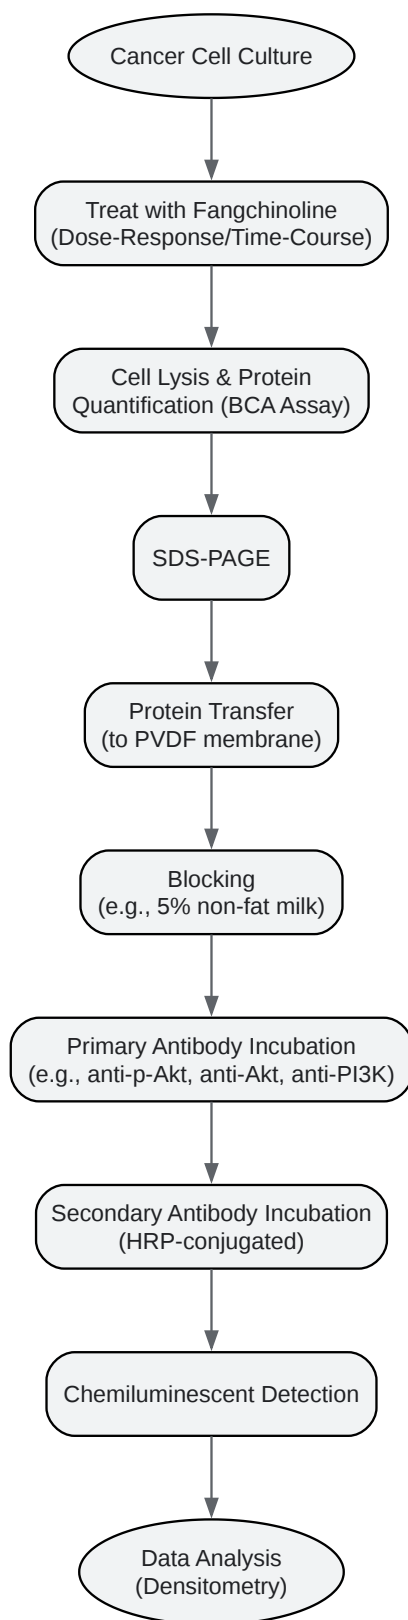 Cancer Cell Culture
Treat with Fangchinoline
(Dose-Response/Time-Course)
Cell Lysis & Protein
Quantification (BCA Assay)
SDS-PAGE
Protein Transfer
(to PVDF membrane)
Blocking
(e.g., 5% non-fat milk)
Primary Antibody Incubation
(e.g., anti-p-Akt, anti-Akt, anti-PI3K)
Secondary Antibody Incubation
(HRP-conjugated)
Chemiluminescent Detection
Data Analysis
(Densitometry)